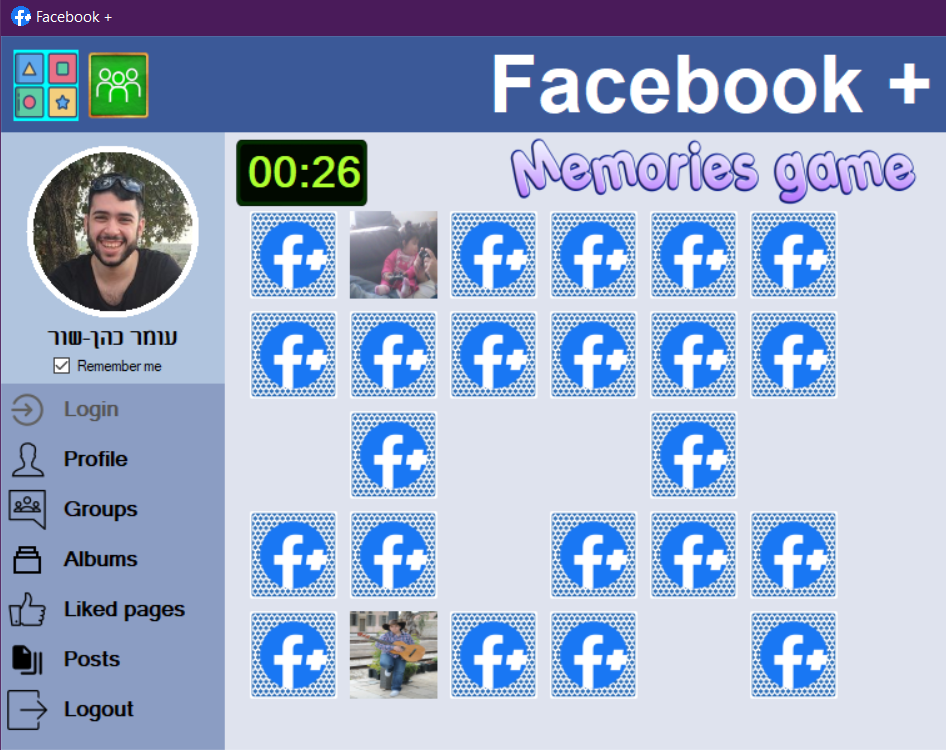 Facebook +
Facebook +
00:26
Memories game
עומר כהן-שור
Remember me
Login
Profile
Groups
Albums
Liked pages
Posts
Logout